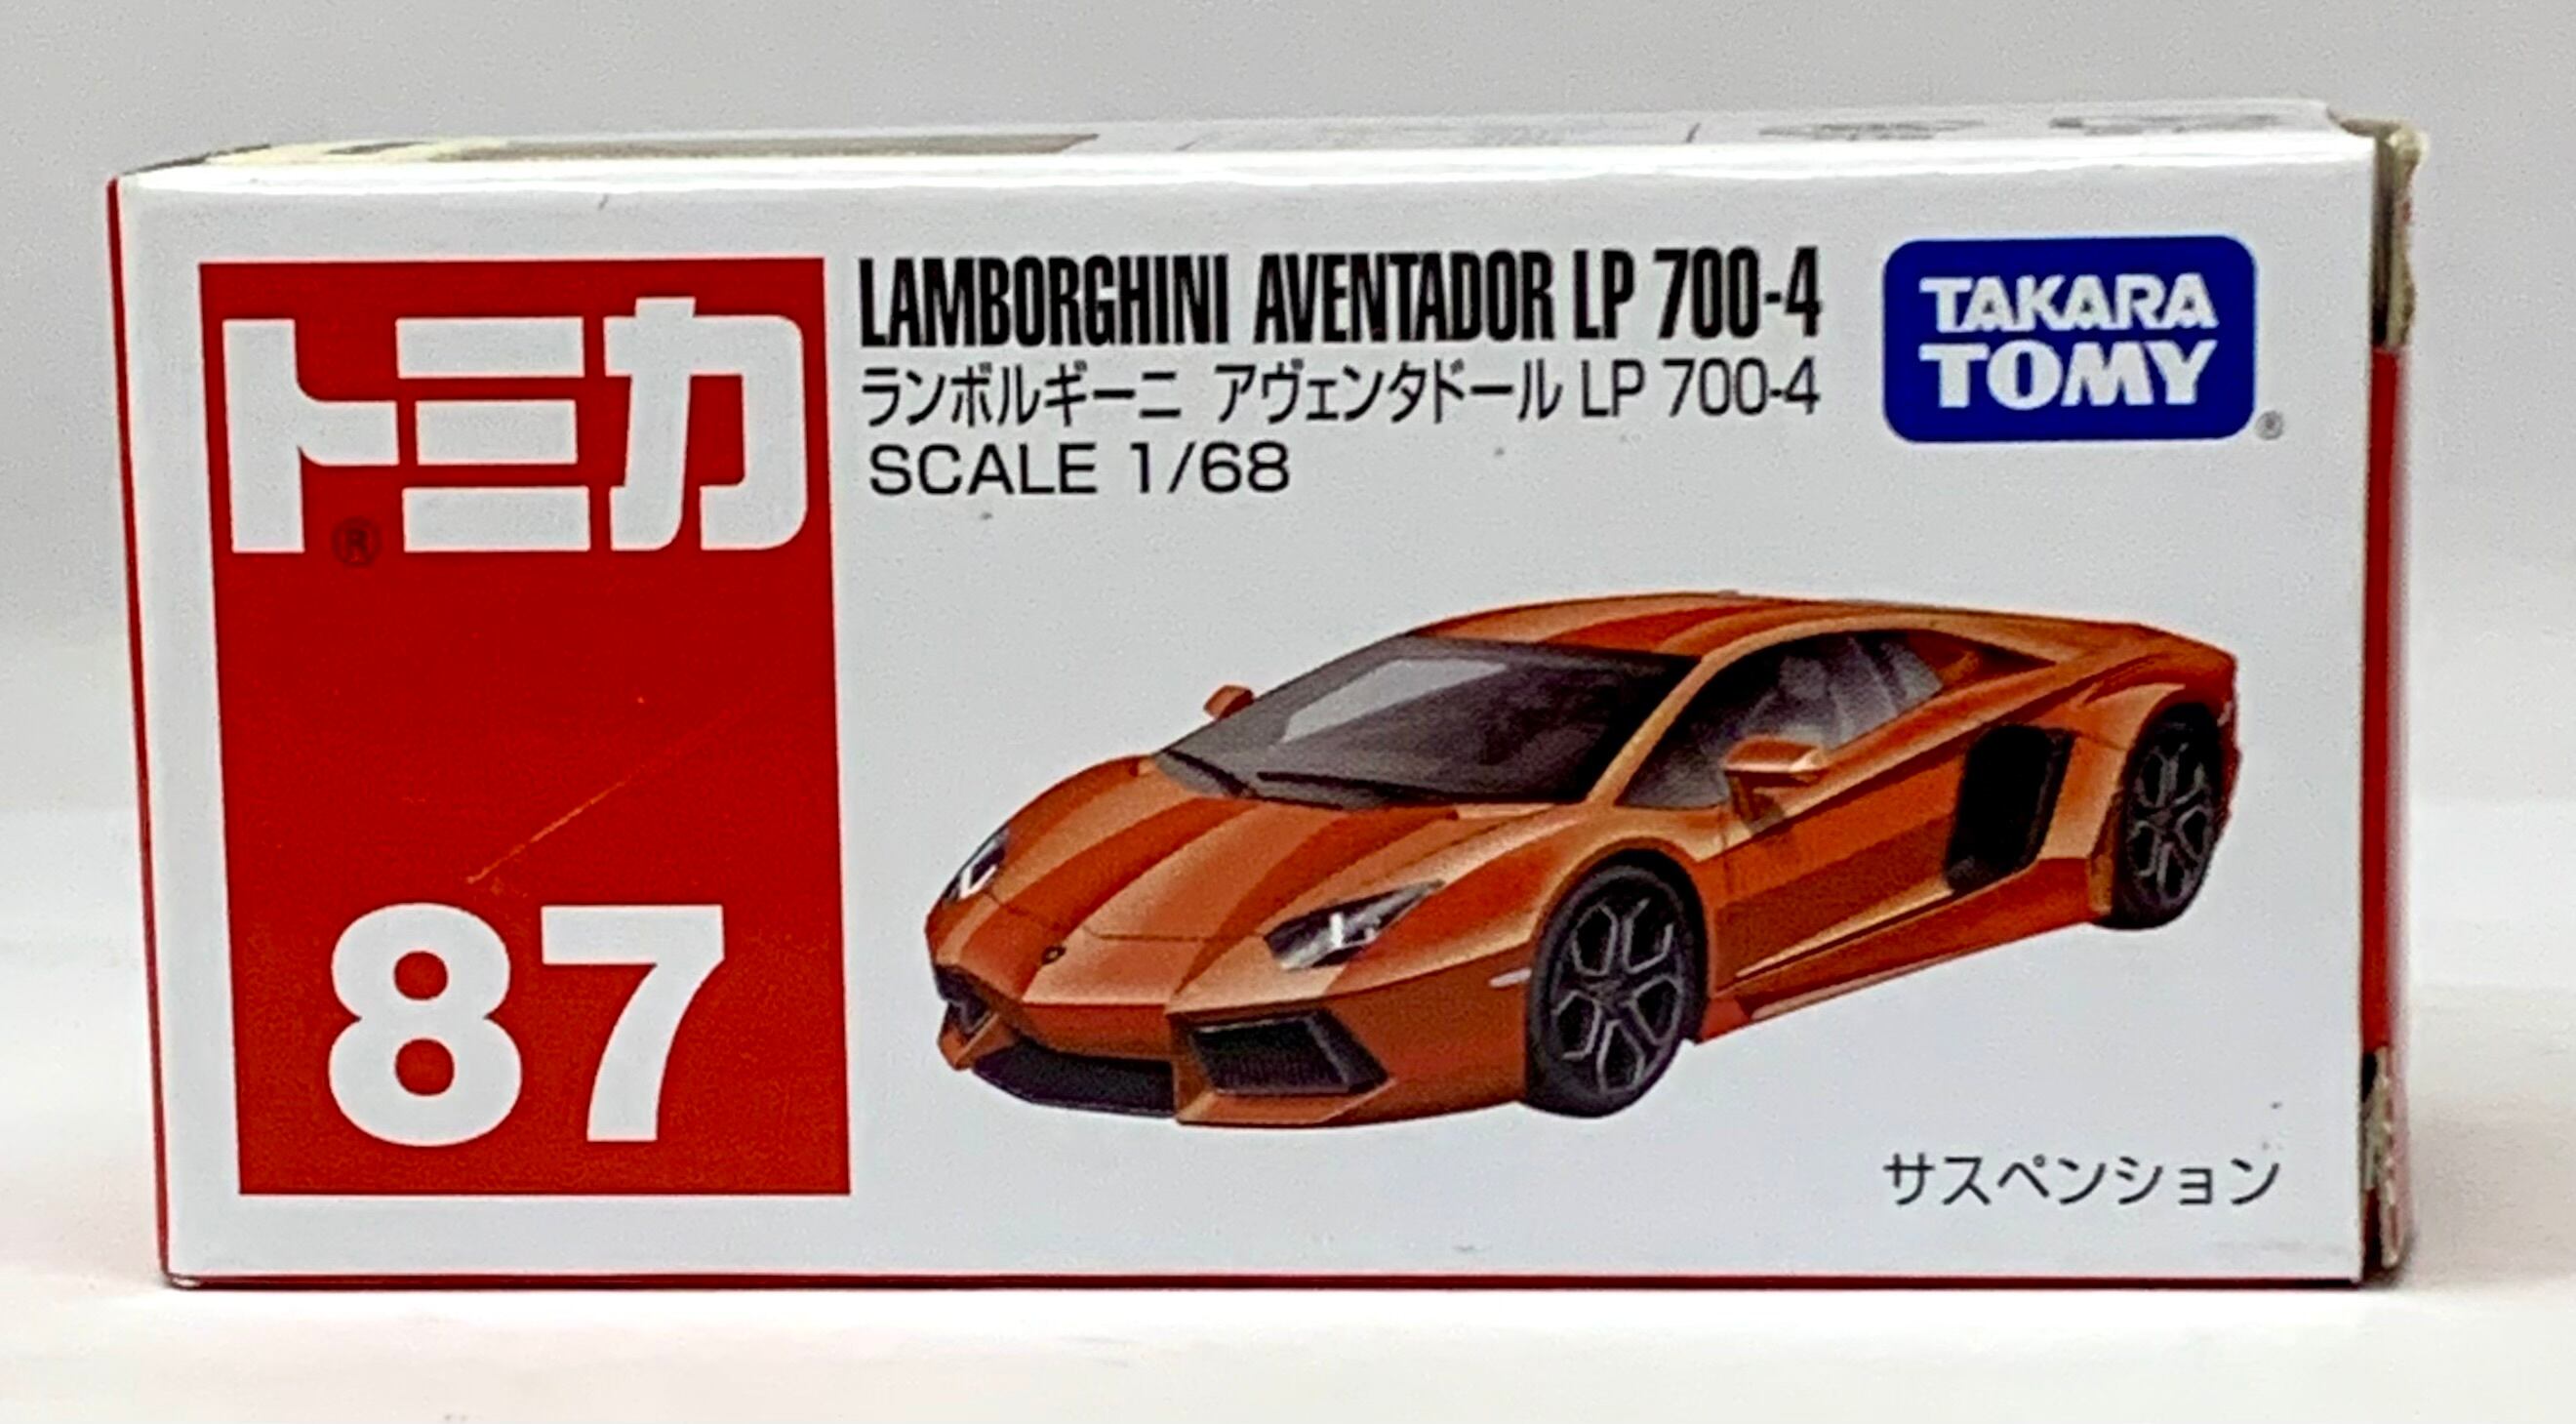 トミカ
®
87
LAMBORGHINI AVENTADOR LP 700-4
ランボルギーニ アヴェンタドール LP 700-4
SCALE 1/68
TAKARA
TOMY
®
サスペンション